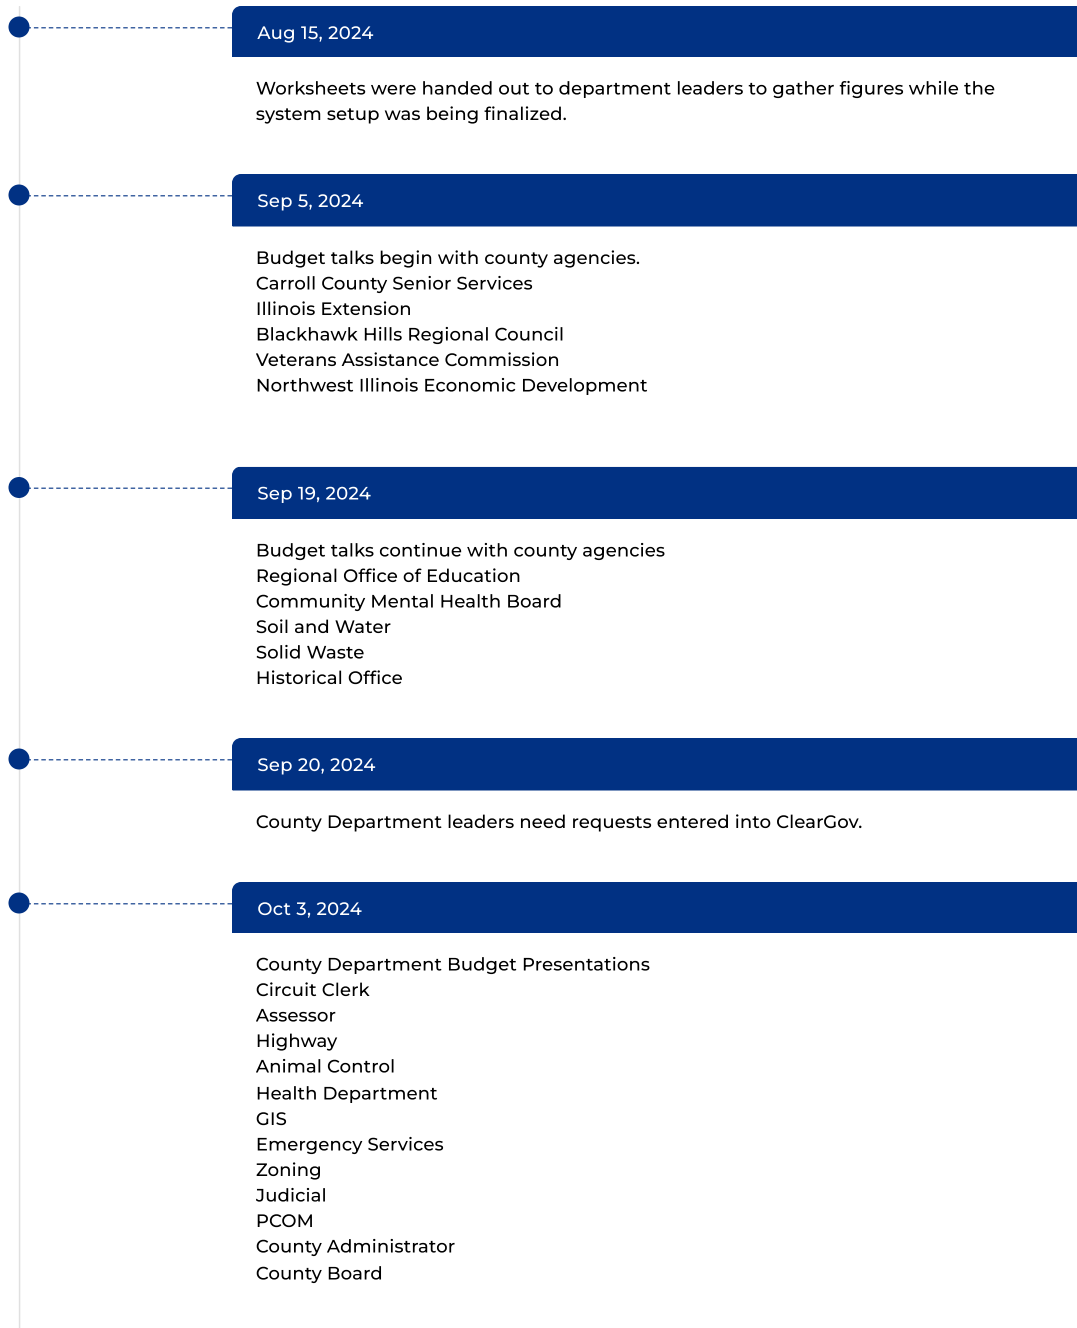 Aug 15, 2024
Worksheets were handed out to department leaders to gather figures while the
system setup was being finalized.
Sep 5, 2024
Budget talks begin with county agencies.
Carroll County Senior Services
Illinois Extension
Blackhawk Hills Regional Council
Veterans Assistance Commission
Northwest Illinois Economic Development
Sep 19, 2024
Budget talks continue with county agencies
Regional Office of Education
Community Mental Health Board
Soil and Water
Solid Waste
Historical Office
Sep 20, 2024
County Department leaders need requests entered into ClearGov.
Oct 3, 2024
County Department Budget Presentations
Circuit Clerk
Assessor
Highway
Animal Control
Health Department
GIS
Emergency Services
Zoning
Judicial
PCOM
County Administrator
County Board